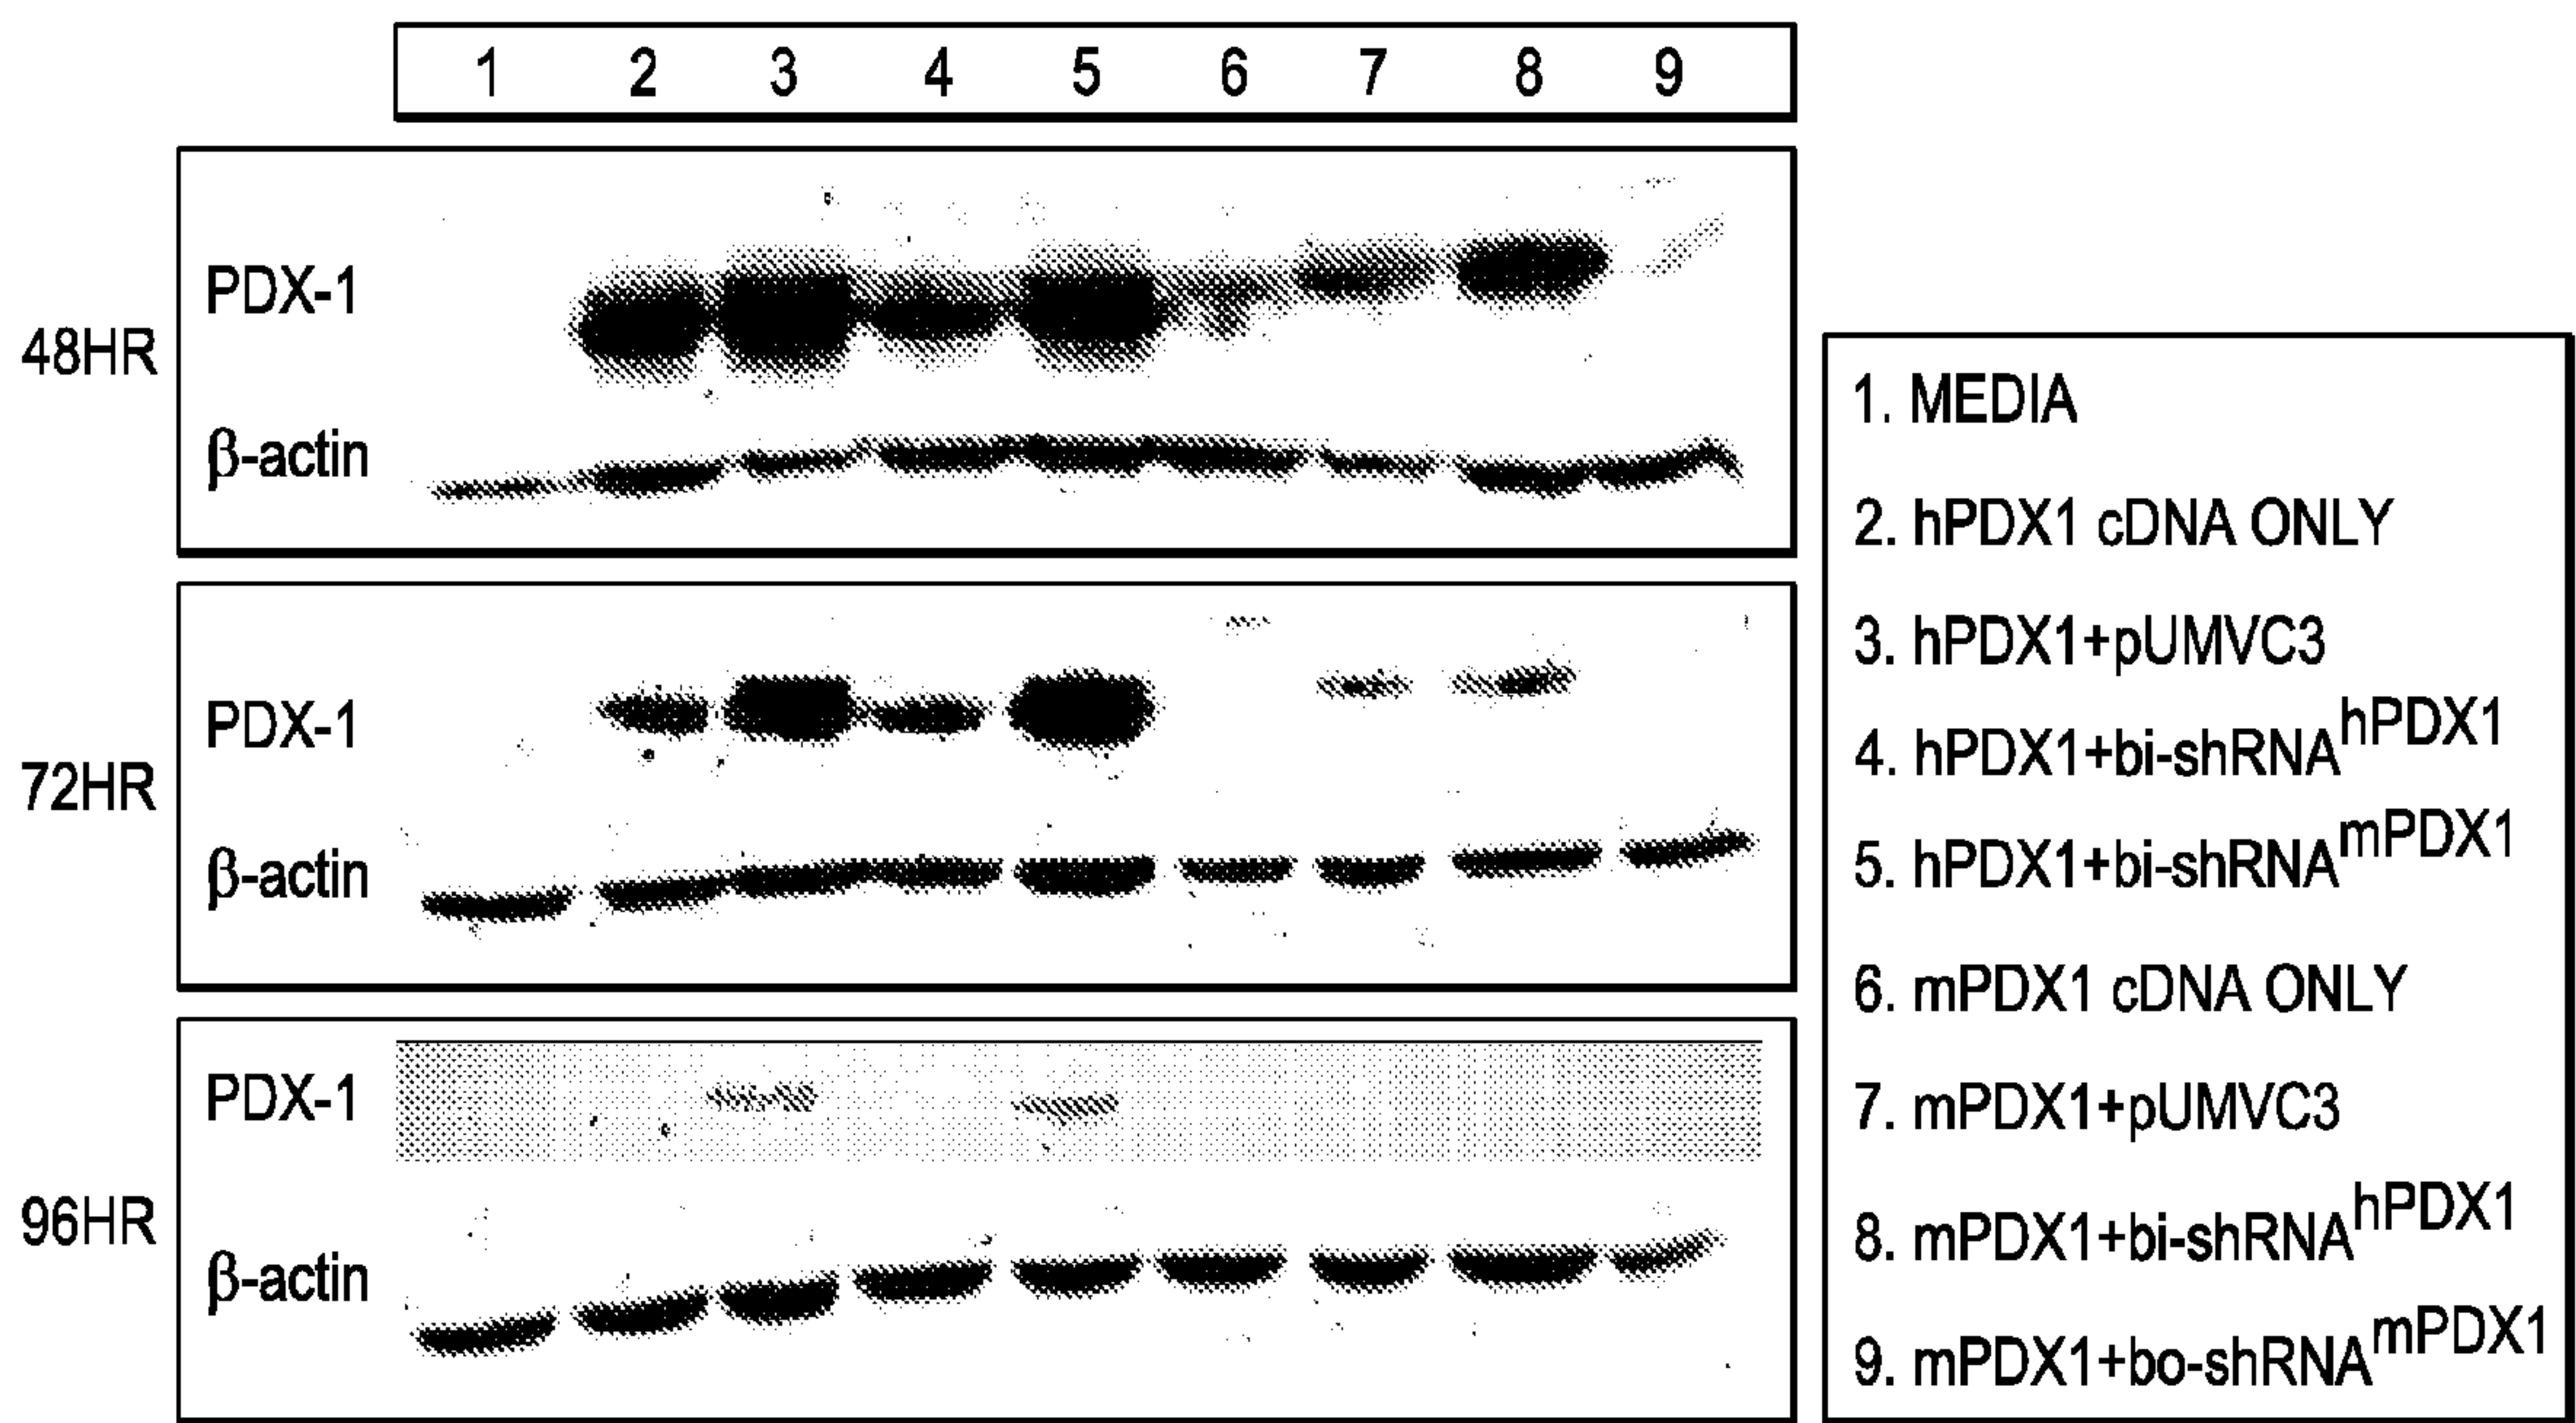 1 2 3 4 5 6 7 8 9
48HR
PDX-1
β-actin
72HR
PDX-1
β-actin
96HR
PDX-1
β-actin
1. MEDIA
2. hPDX1 cDNA ONLY
3. hPDX1+pUMVC3
4. hPDX1+bi-shRNA^hPDX1
5. hPDX1+bi-shRNA^mPDX1
6. mPDX1 cDNA ONLY
7. mPDX1+pUMVC3
8. mPDX1+bi-shRNA^hPDX1
9. mPDX1+bo-shRNA^mPDX1